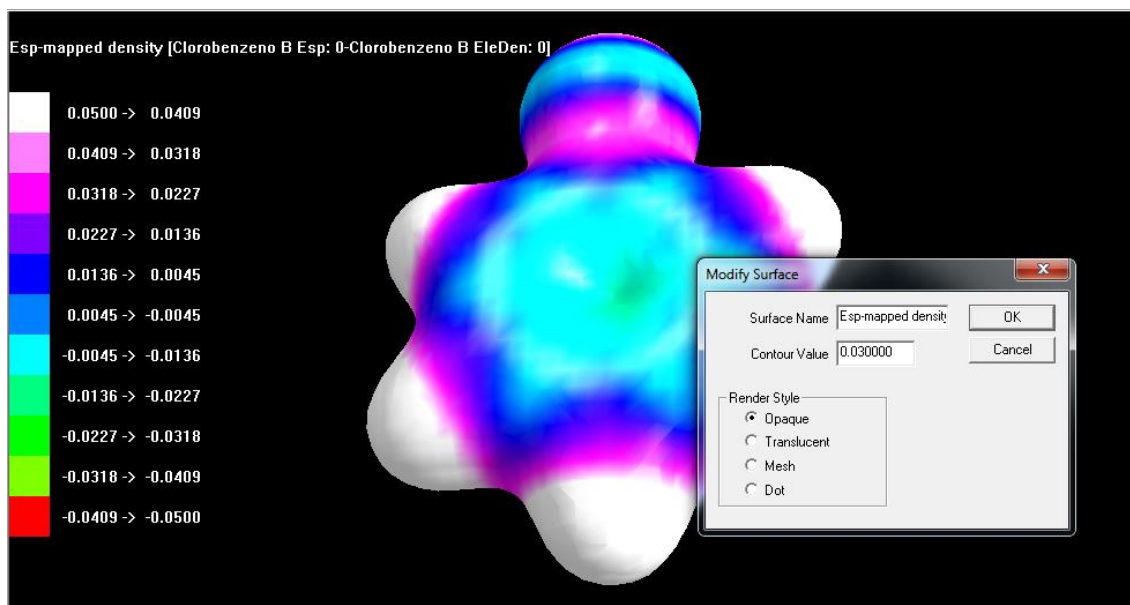 Esp-mapped density [Clorobenzeno B Esp: 0-Clorobenzeno B EleDen: 0]
0.0500 -> 0.0409
0.0409 -> 0.0318
0.0318 -> 0.0227
0.0227 -> 0.0136
0.0136 -> 0.0045
0.0045 -> -0.0045
-0.0045 -> -0.0136
-0.0136 -> -0.0227
-0.0227 -> -0.0318
-0.0318 -> -0.0409
-0.0409 -> -0.0500
Modify Surface
Surface Name Esp-mapped density OK
Contour Value 0.030000 Cancel
Render Style
Opaque
Translucent
Mesh
Dot